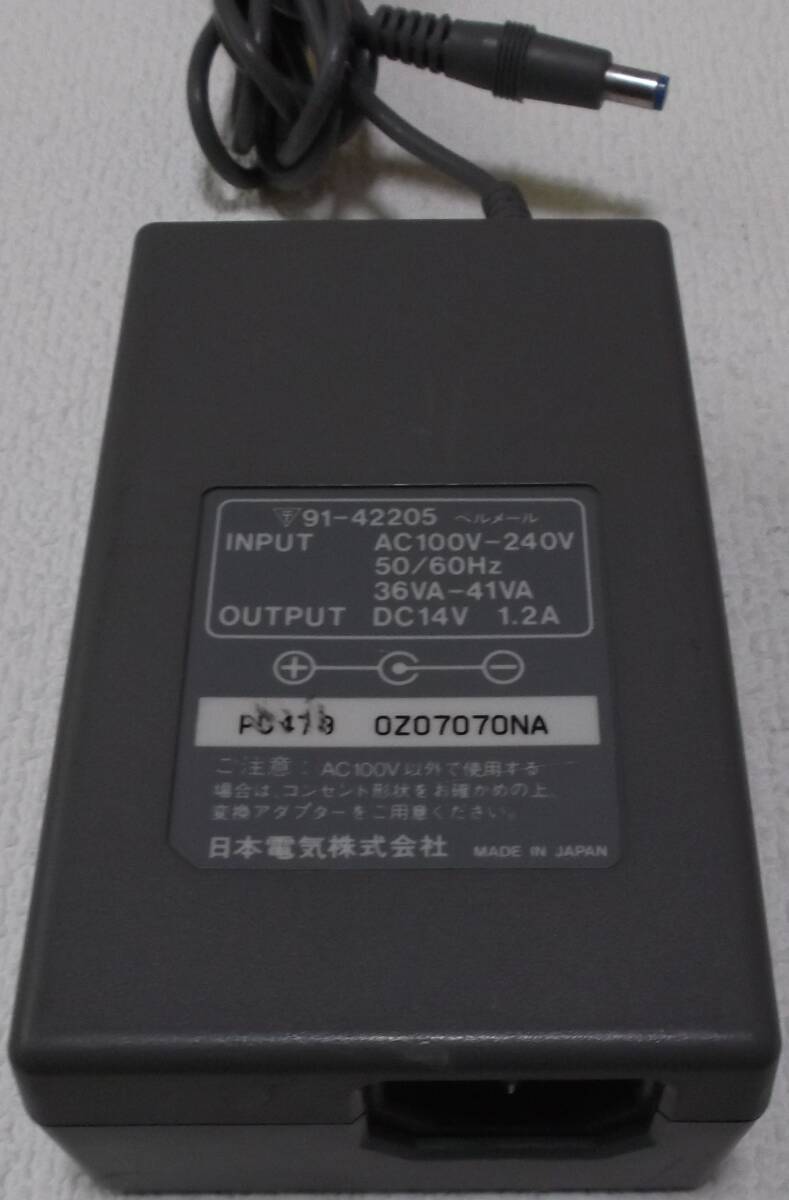 91-42205 ベルメール
INPUT AC100V-240V
50/60Hz
36VA-41VA
OUTPUT DC14V 1.2A
0Z07070NA
ご注意：AC100V以外で使用する
場合は、コンセント形状をお確かめの上、
変換アダプターをご用意ください。
日本電気株式会社 MADE IN JAPAN